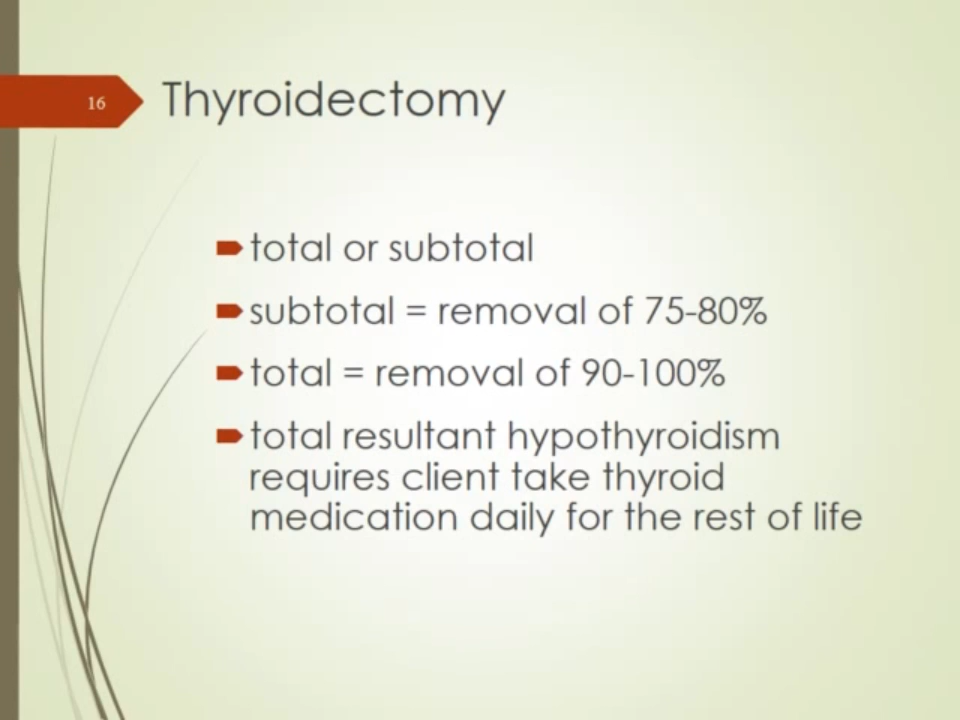 16
Thyroidectomy
total or subtotal
subtotal = removal of 75-80%
total = removal of 90-100%
total resultant hypothyroidism
requires client take thyroid
medication daily for the rest of life